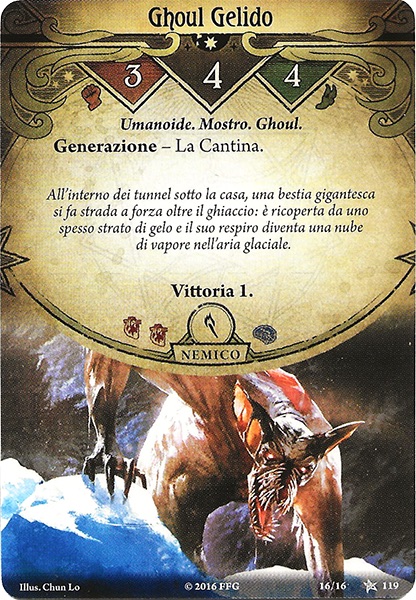 Ghoul Gelido
3 4 4
Umanoide. Mostro. Ghoul.
Generazione – La Cantina.
All'interno dei tunnel sotto la casa, una bestia gigantesca
si fa strada a forza oltre il ghiaccio: è ricoperta da uno
spesso strato di gelo e il suo respiro diventa una nube
di vapore nell'aria glaciale.
Vittoria 1.
NEMICO
Illus. Chun Lo © 2016 FFG 16/16 119